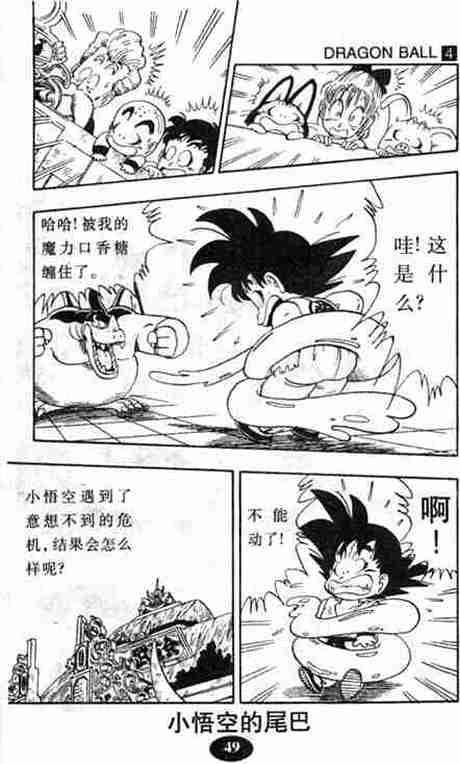 DRAGON BALL 4
哇!这
是什
么?
哈哈!被我的
魔力口香糖
缠住了。
啊!
不能
动了!
小悟空遇到了
意想不到的危
机,结果会怎么
样呢?
小悟空的尾巴
49